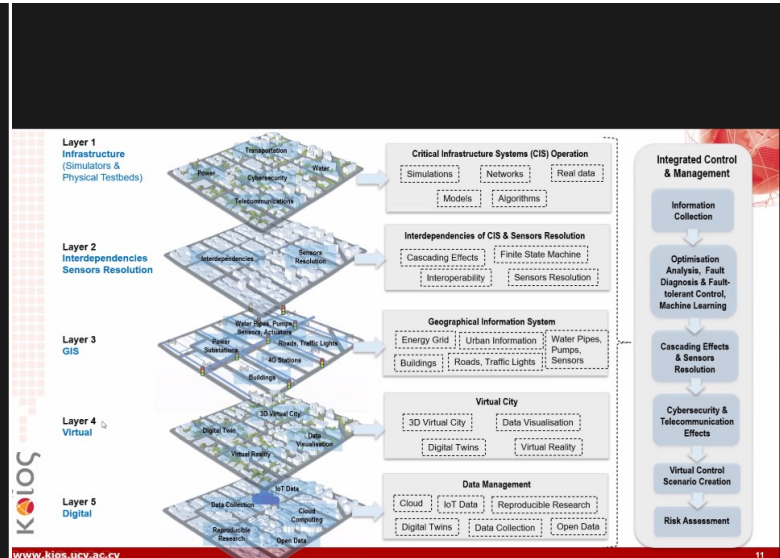 Layer 1
Infrastructure
(Simulators &
Physical Testbeds)
Transportation
Power
Water
Cybersecurity
Telecommunications
Critical Infrastructure Systems (CIS) Operation
Simulations
Networks
Real data
Models
Algorithms
Layer 2
Interdependencies
Sensors Resolution
Interdependencies
Sensors
Resolution
Interdependencies of CIS & Sensors Resolution
Cascading Effects
Finite State Machine
Interoperability
Sensors Resolution
Layer 3
GIS
Water Pipes, Pumps,
Sensors, Actuators
Power
Substations
Roads, Traffic Lights
4G Stations
Buildings
Geographical Information System
Energy Grid
Urban Information
Water Pipes,
Pumps,
Sensors
Buildings
Roads, Traffic Lights
Layer 4
Virtual
3D Virtual City
Digital Twin
Data
Visualisation
Virtual Reality
Virtual City
3D Virtual City
Data Visualisation
Digital Twins
Virtual Reality
Layer 5
Digital
IoT Data
Data Collection
Cloud
Computing
Reproducible
Research
Open Data
Data Management
Cloud
IoT Data
Reproducible Research
Digital Twins
Data Collection
Open Data
Integrated Control
& Management
Information
Collection
Optimisation
Analysis, Fault
Diagnosis & Fault-
tolerant Control,
Machine Learning
Cascading Effects
& Sensors
Resolution
Cybersecurity &
Telecommunication
Effects
Virtual Control
Scenario Creation
Risk Assessment
κοίος
www.kios.ucy.ac.cy
11